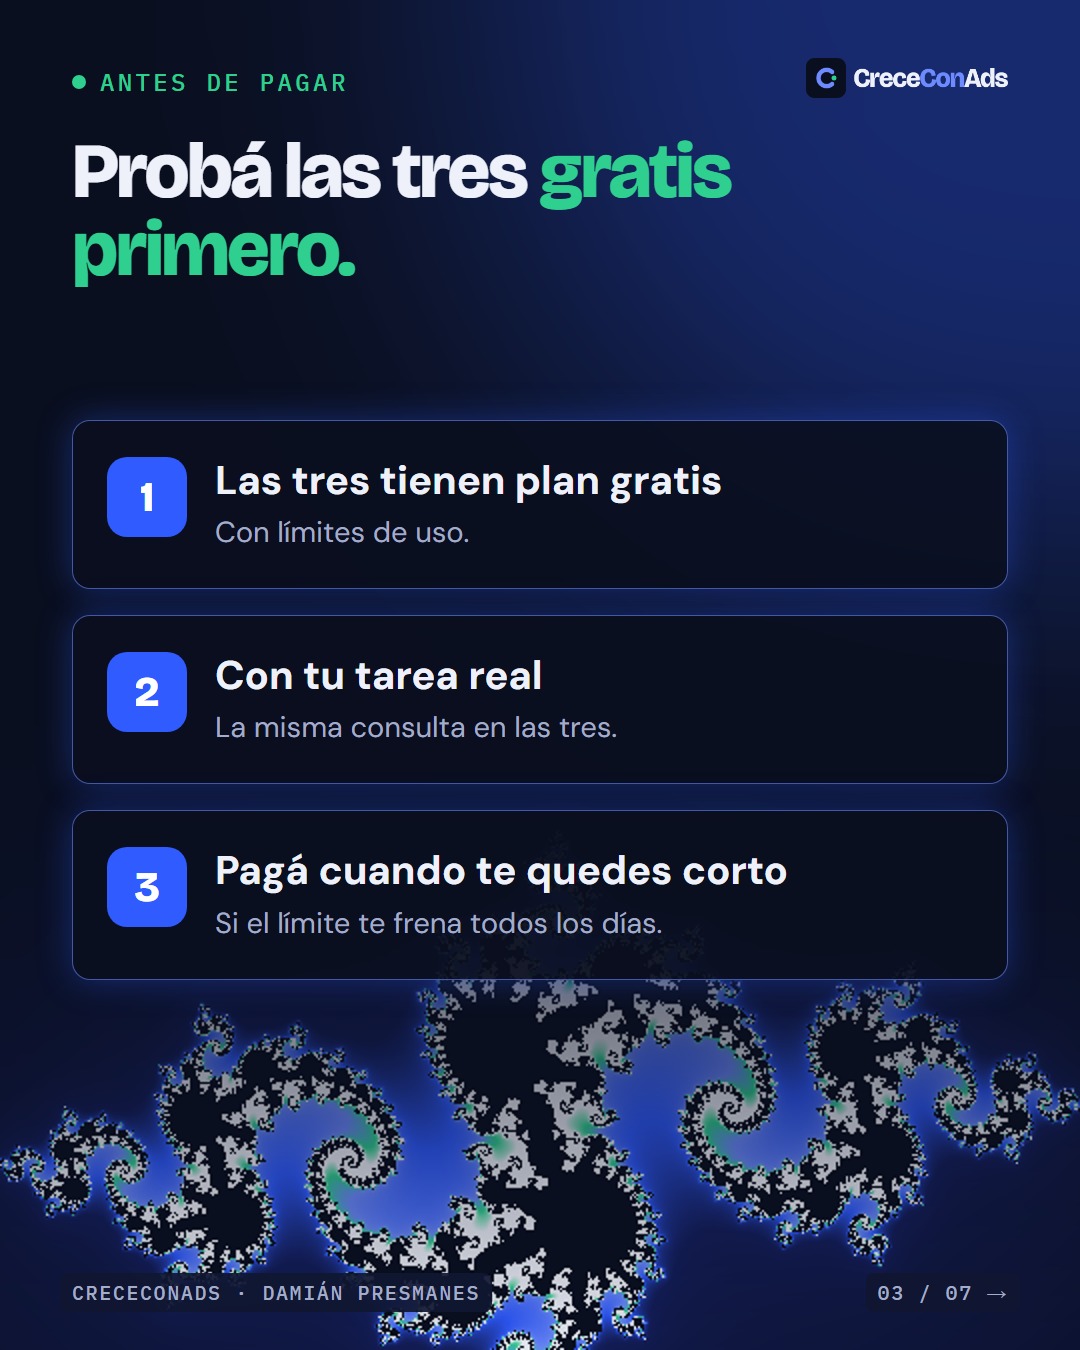 ANTES DE PAGAR
CreceConAds
Probá las tres gratis
primero.
1
Las tres tienen plan gratis
Con límites de uso.
2
Con tu tarea real
La misma consulta en las tres.
3
Pagá cuando te quedes corto
Si el límite te frena todos los días.
CRECECONADS · DAMIÁN PRESMANES
03 / 07 →